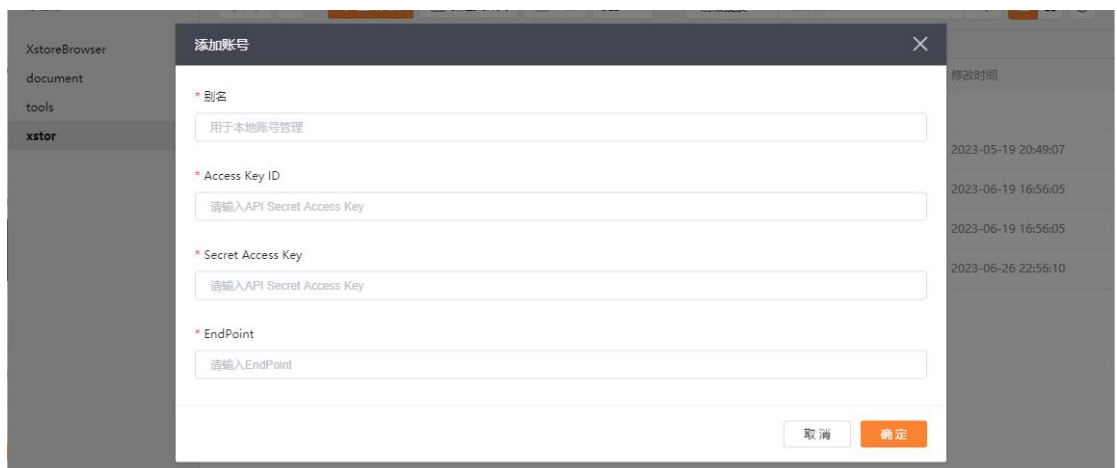 XstoreBrowser
document
tools
xstor
添加账号
修改时间
* 别名
用于本地账号管理
2023-05-19 20:49:07
* Access Key ID
2023-06-19 16:56:05
请输入API Secret Access Key
2023-06-19 16:56:05
* Secret Access Key
2023-06-26 22:56:10
请输入API Secret Access Key
* EndPoint
请输入EndPoint
取消
确定